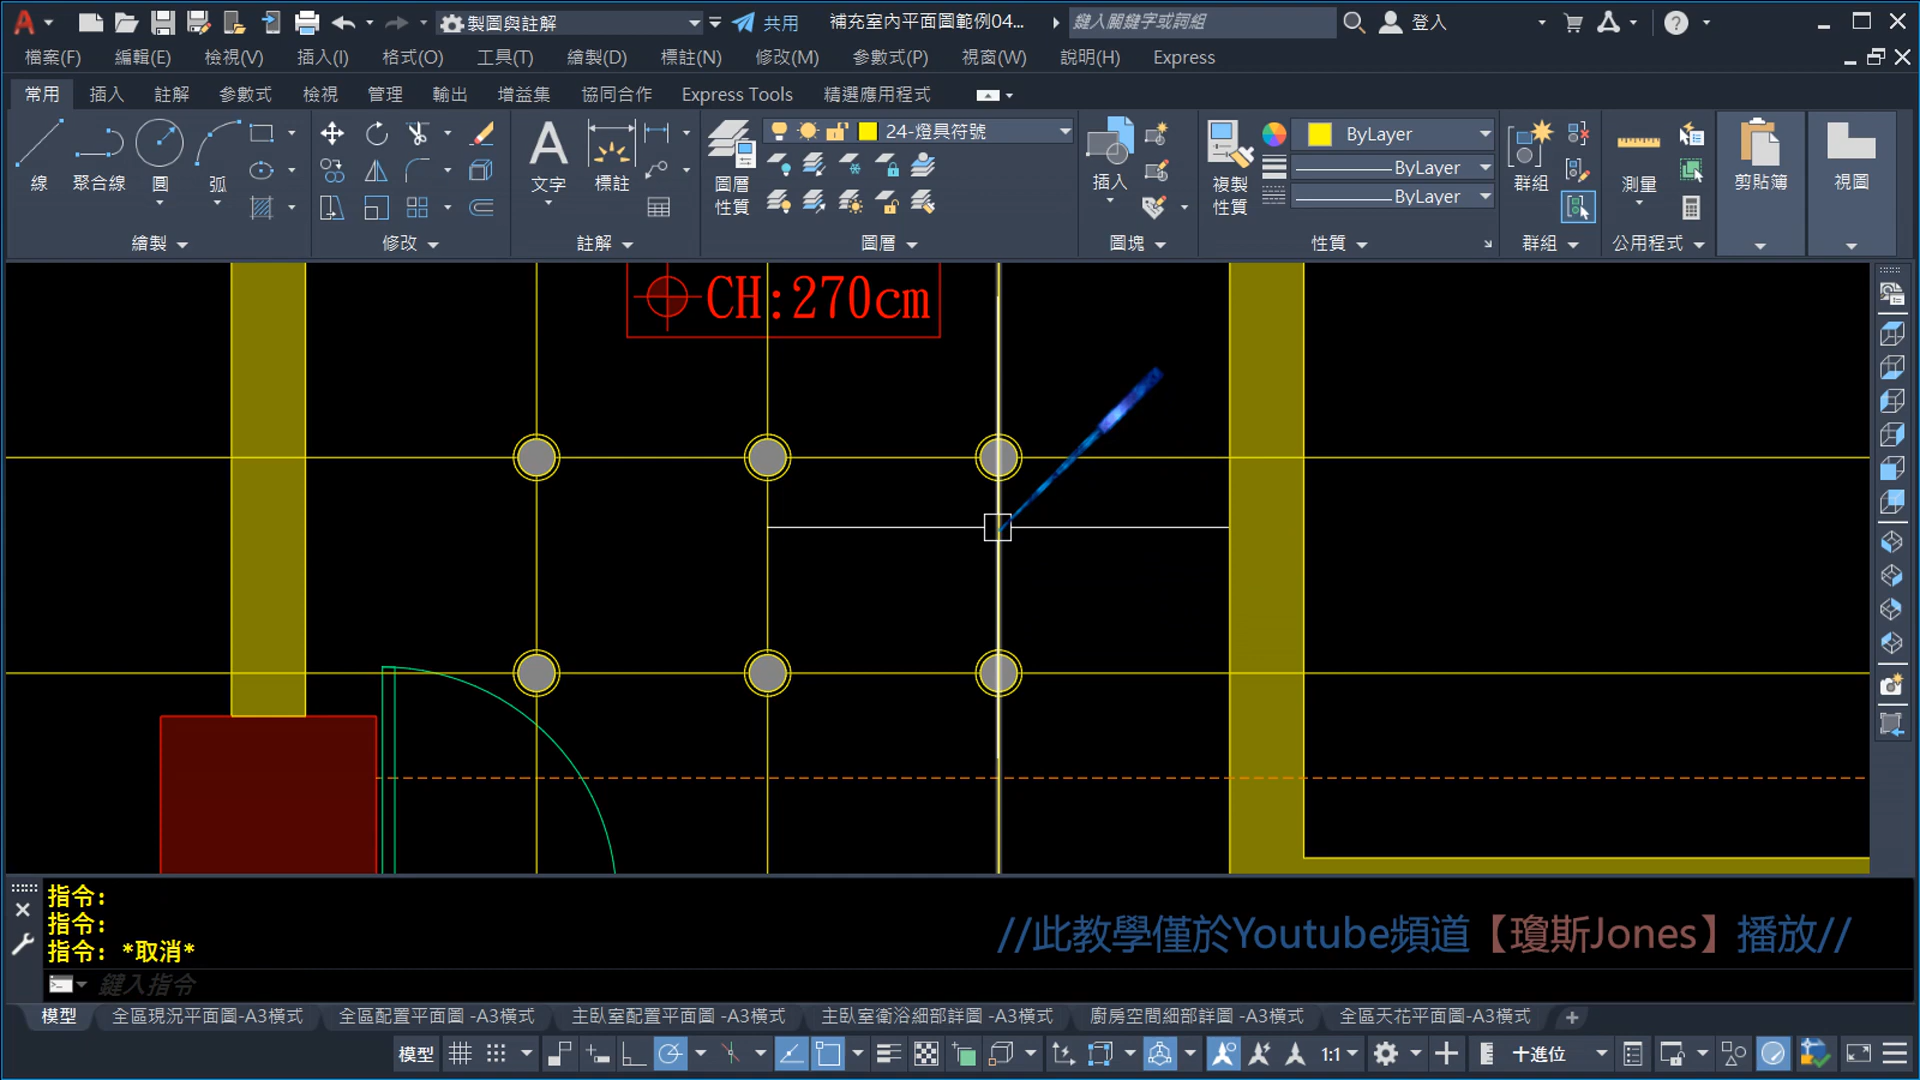 製圖與註解
共用
補充室內平面圖範例04...
鍵入關鍵字或詞組
登入
檔案(F) 編輯(E) 檢視(V) 插入(I) 格式(O) 工具(T) 繪製(D) 標註(N) 修改(M) 參數式(P) 視窗(W) 說明(H) Express
常用 插入 註解 參數式 檢視 管理 輸出 增益集 協同合作 Express Tools 精選應用程式
24-燈具符號
ByLayer
ByLayer
ByLayer
線 聚合線 圓 弧
文字 標註
圖層
性質
插入
複製
性質
群組
測量
剪貼簿
視圖
繪製 修改 註解 圖層 圖塊 性質 群組 公用程式
CH:270cm
指令:
指令:
指令: *取消*
鍵入指令
//此教學僅於Youtube頻道【瓊斯Jones】播放//
模型 全區現況平面圖-A3橫式 全區配置平面圖 -A3橫式 主臥室配置平面圖 -A3橫式 主臥室衛浴細部詳圖 -A3橫式 廚房空間細部詳圖 -A3橫式 全區天花平面圖-A3橫式
模型 1:1 十進位